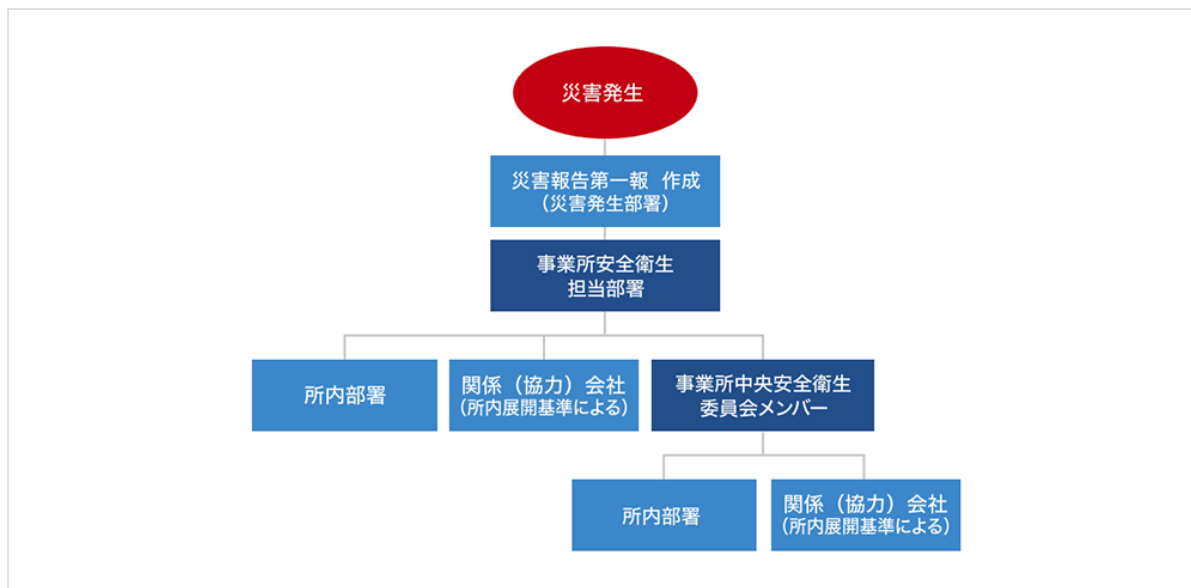 災害発生
災害報告第一報 作成
(災害発生部署)
事業所安全衛生
担当部署
所内部署
関係(協力)会社
(所内展開基準による)
事業所中央安全衛生
委員会メンバー
所内部署
関係(協力)会社
(所内展開基準による)